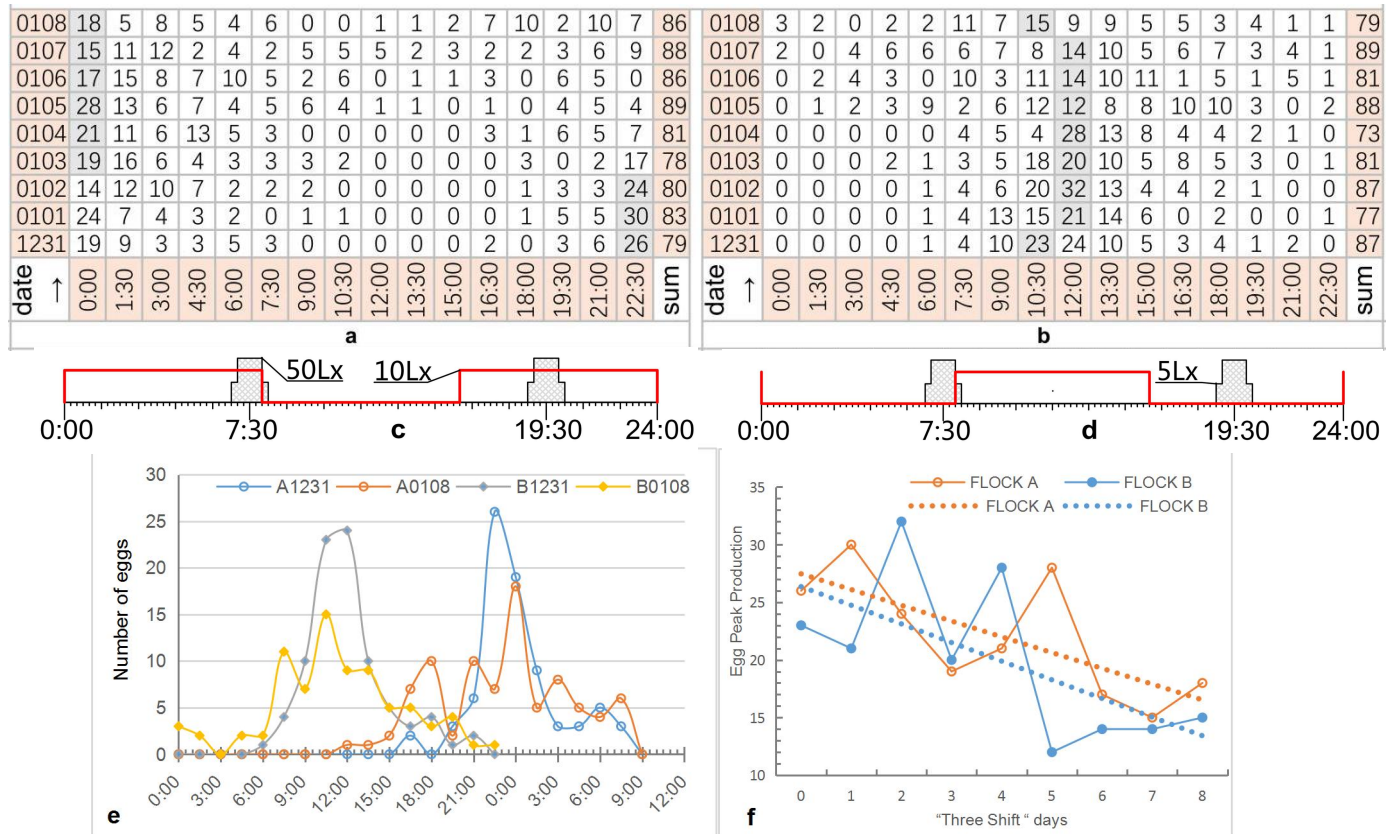 0108 18 5 8 5 4 6 0 0 1 1 2 7 10 2 10 7 86
0107 15 11 12 2 4 2 5 5 5 2 3 2 2 3 6 9 88
0106 17 15 8 7 10 5 2 6 0 1 1 3 0 6 5 0 86
0105 28 13 6 7 4 5 6 4 1 1 0 1 0 4 5 4 89
0104 21 11 6 13 5 3 0 0 0 0 0 3 1 6 5 7 81
0103 19 16 6 4 3 3 3 2 0 0 0 0 3 0 2 17 78
0102 14 12 10 7 2 2 2 0 0 0 0 0 1 3 3 24 80
0101 24 7 4 3 2 0 1 1 0 0 0 0 1 5 5 30 83
1231 19 9 3 3 5 3 0 0 0 0 0 2 0 3 6 26 79
date → 0:00 1:30 3:00 4:30 6:00 7:30 9:00 10:30 12:00 13:30 15:00 16:30 18:00 19:30 21:00 22:30 sum
a
0108 3 2 0 2 2 11 7 15 9 9 5 5 3 4 1 1 79
0107 2 0 4 6 6 6 7 8 14 10 5 6 7 3 4 1 89
0106 0 2 4 3 0 10 3 11 14 10 11 1 5 1 5 1 81
0105 0 1 2 3 9 2 6 12 12 8 8 10 10 3 0 2 88
0104 0 0 0 0 0 4 5 4 28 13 8 4 4 2 1 0 73
0103 0 0 0 2 1 3 5 18 20 10 5 8 5 3 0 1 81
0102 0 0 0 0 1 4 6 20 32 13 4 4 2 1 0 0 87
0101 0 0 0 0 1 4 13 15 21 14 6 0 2 0 0 1 77
1231 0 0 0 0 1 4 10 23 24 10 5 3 4 1 2 0 87
date → 0:00 1:30 3:00 4:30 6:00 7:30 9:00 10:30 12:00 13:30 15:00 16:30 18:00 19:30 21:00 22:30 sum
b
50Lx 10Lx
0:00 7:30 c 19:30 24:00
5Lx
0:00 7:30 d 19:30 24:00
A1231 A0108 B1231 B0108
Number of eggs
30
25
20
15
10
5
0
0:00 3:00 6:00 9:00 12:00 15:00 18:00 21:00 0:00 3:00 6:00 9:00 12:00
e
FLOCK A FLOCK B
FLOCK A FLOCK B
Egg Peak Production
35
30
25
20
15
10
0 1 2 3 4 5 6 7 8
"Three Shift “ days
f